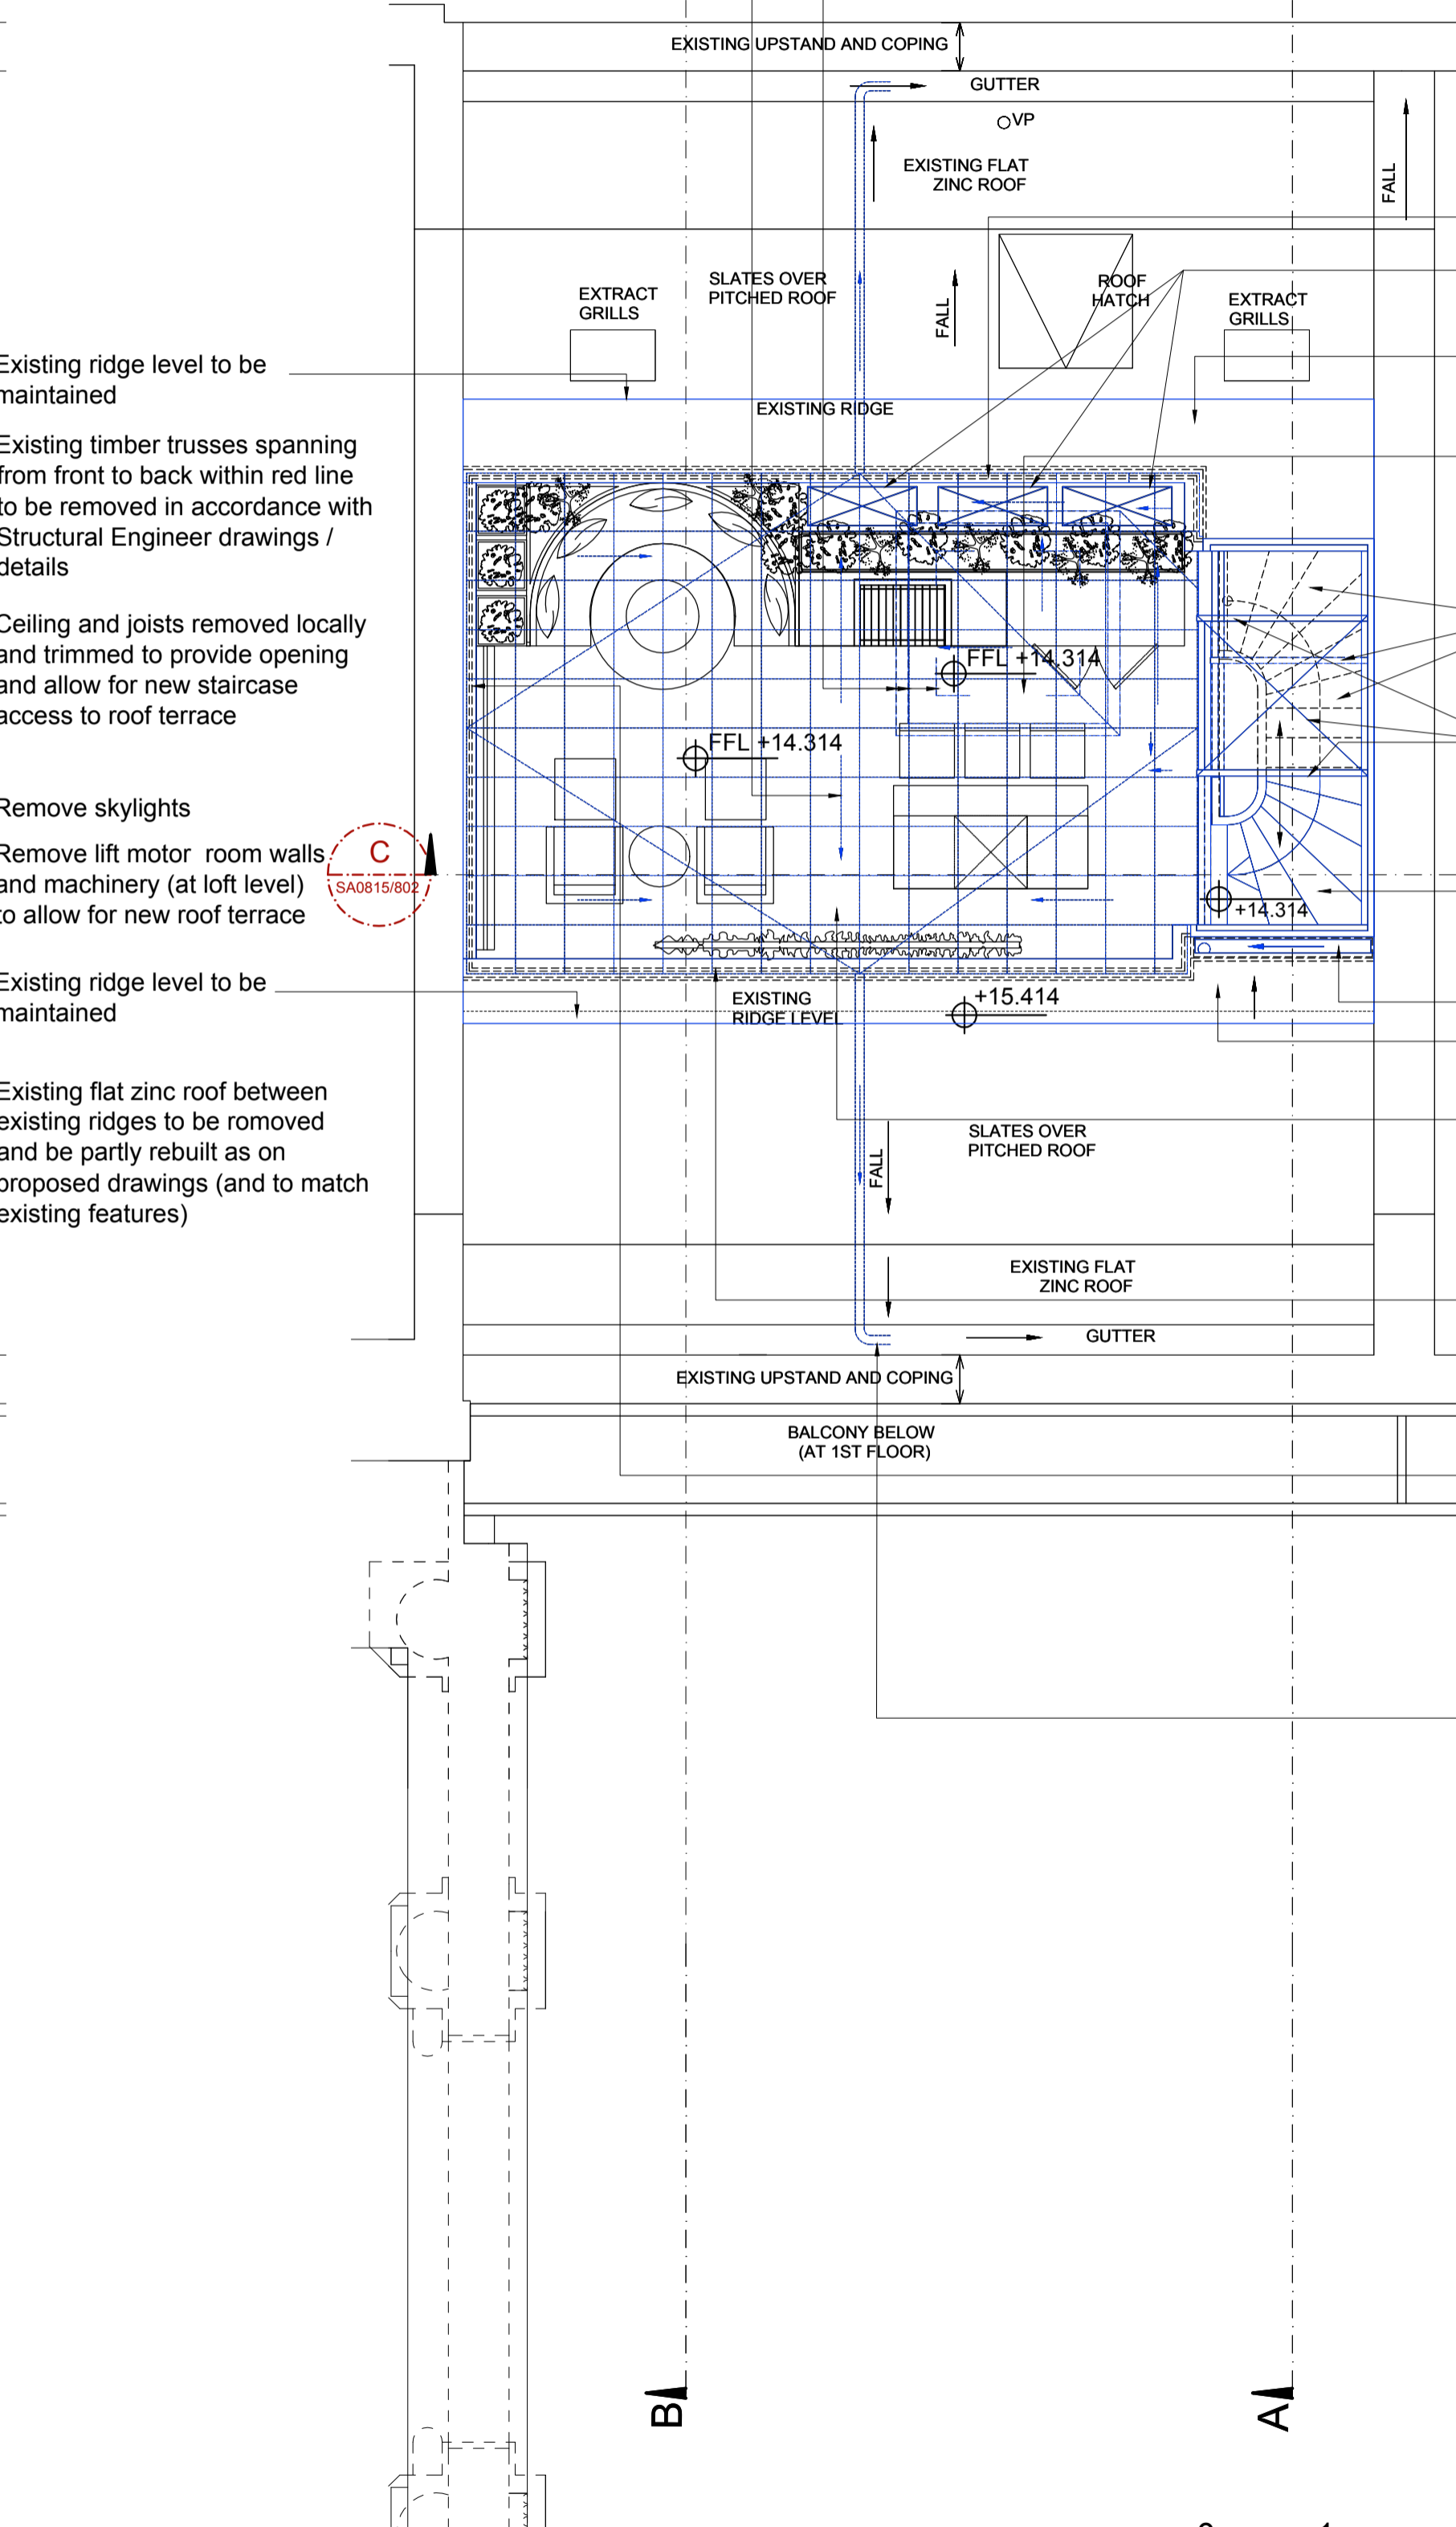 EXISTING UPSTAND AND COPING
GUTTER
VP
EXISTING FLAT
ZINC ROOF
FALL
SLATES OVER
PITCHED ROOF
EXTRACT
GRILLS
FALL
ROOF
HATCH
EXTRACT
GRILLS
EXISTING RIDGE
Existing ridge level to be
maintained
Existing timber trusses spanning
from front to back within red line
to be removed in accordance with
Structural Engineer drawings /
details
Ceiling and joists removed locally
and trimmed to provide opening
and allow for new staircase
access to roof terrace
Remove skylights
Remove lift motor room walls
and machinery (at loft level)
to allow for new roof terrace
Existing ridge level to be
maintained
Existing flat zinc roof between
existing ridges to be romoved
and be partly rebuilt as on
proposed drawings (and to match
existing features)
C
SA0815/802
FFL +14.314
FFL +14.314
+14.314
EXISTING
RIDGE LEVEL
+15.414
SLATES OVER
PITCHED ROOF
FALL
EXISTING FLAT
ZINC ROOF
GUTTER
EXISTING UPSTAND AND COPING
BALCONY BELOW
(AT 1ST FLOOR)
B
A